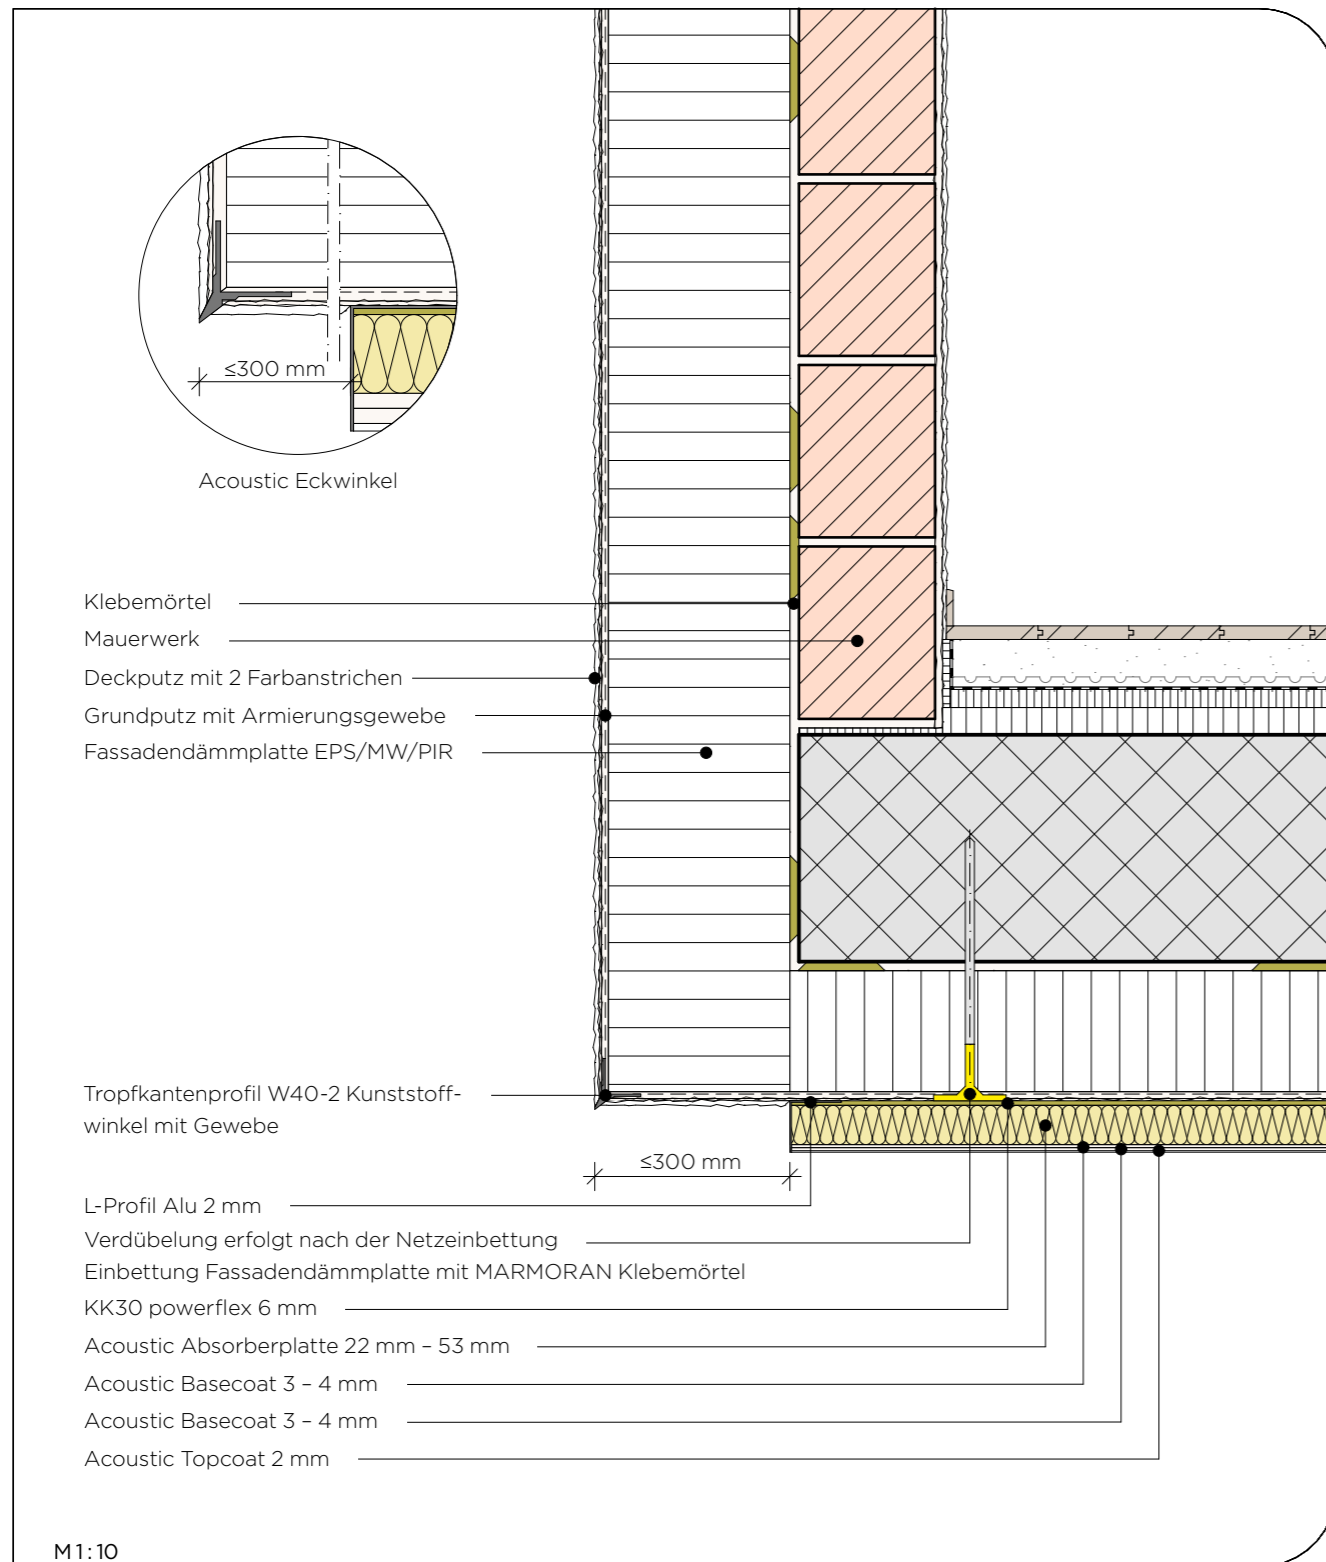 ≤300 mm
Acoustic Eckwinkel
Klebemörtel
Mauerwerk
Deckputz mit 2 Farbanstrichen
Grundputz mit Armierungsgewebe
Fassadendämmplatte EPS/MW/PIR
Tropfkantenprofil W40-2 Kunststoff-
winkel mit Gewebe
≤300 mm
L-Profil Alu 2 mm
Verdübelung erfolgt nach der Netzeinbettung
Einbettung Fassadendämmplatte mit MARMORAN Klebemörtel
KK30 powerflex 6 mm
Acoustic Absorberplatte 22 mm – 53 mm
Acoustic Basecoat 3 – 4 mm
Acoustic Basecoat 3 – 4 mm
Acoustic Topcoat 2 mm
M 1 : 10